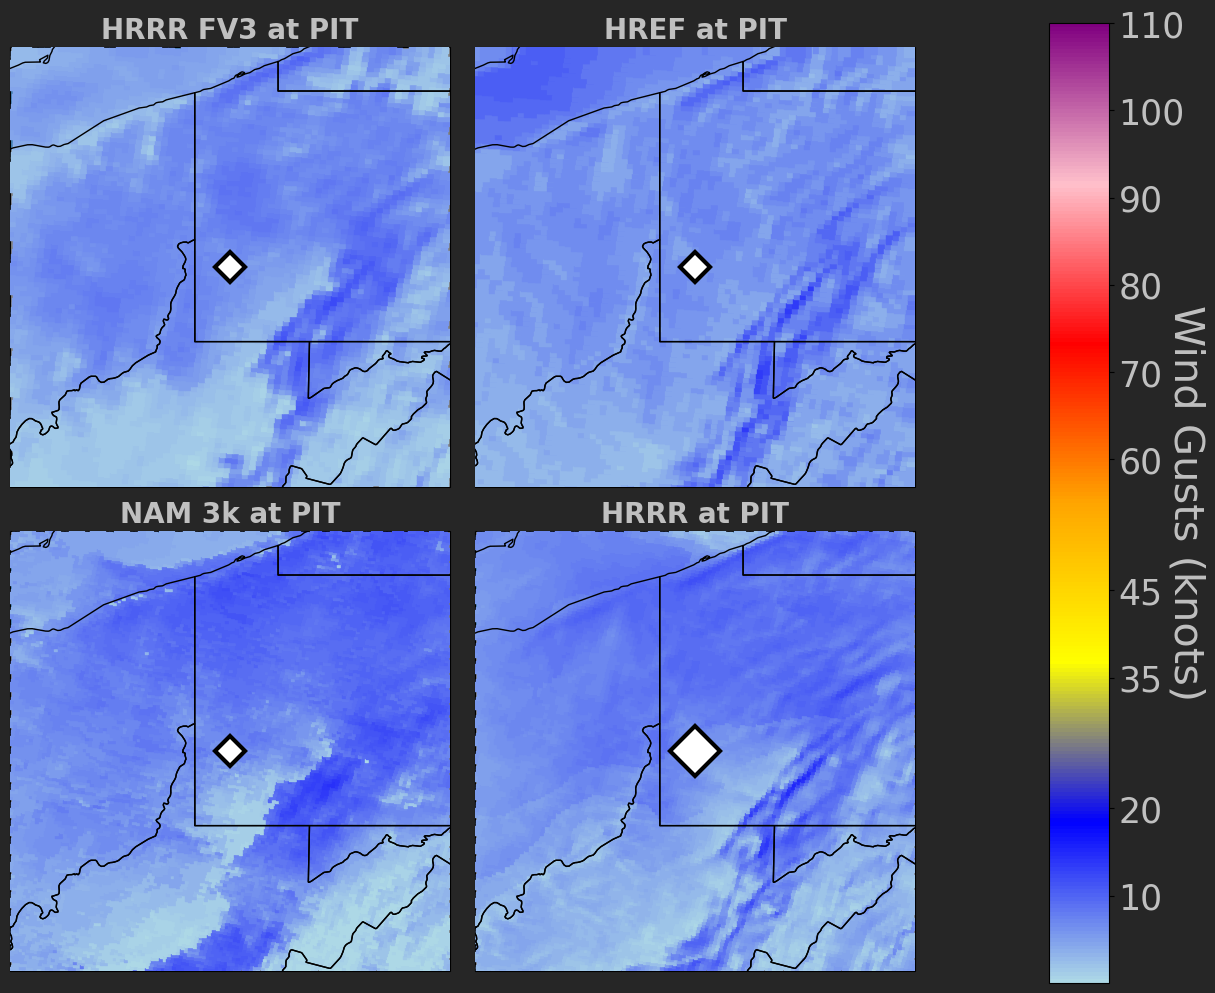 HRRR FV3 at PIT
HREF at PIT
NAM 3k at PIT
HRRR at PIT
110
100
90
80
70
60
45
35
20
10
Wind Gusts (knots)